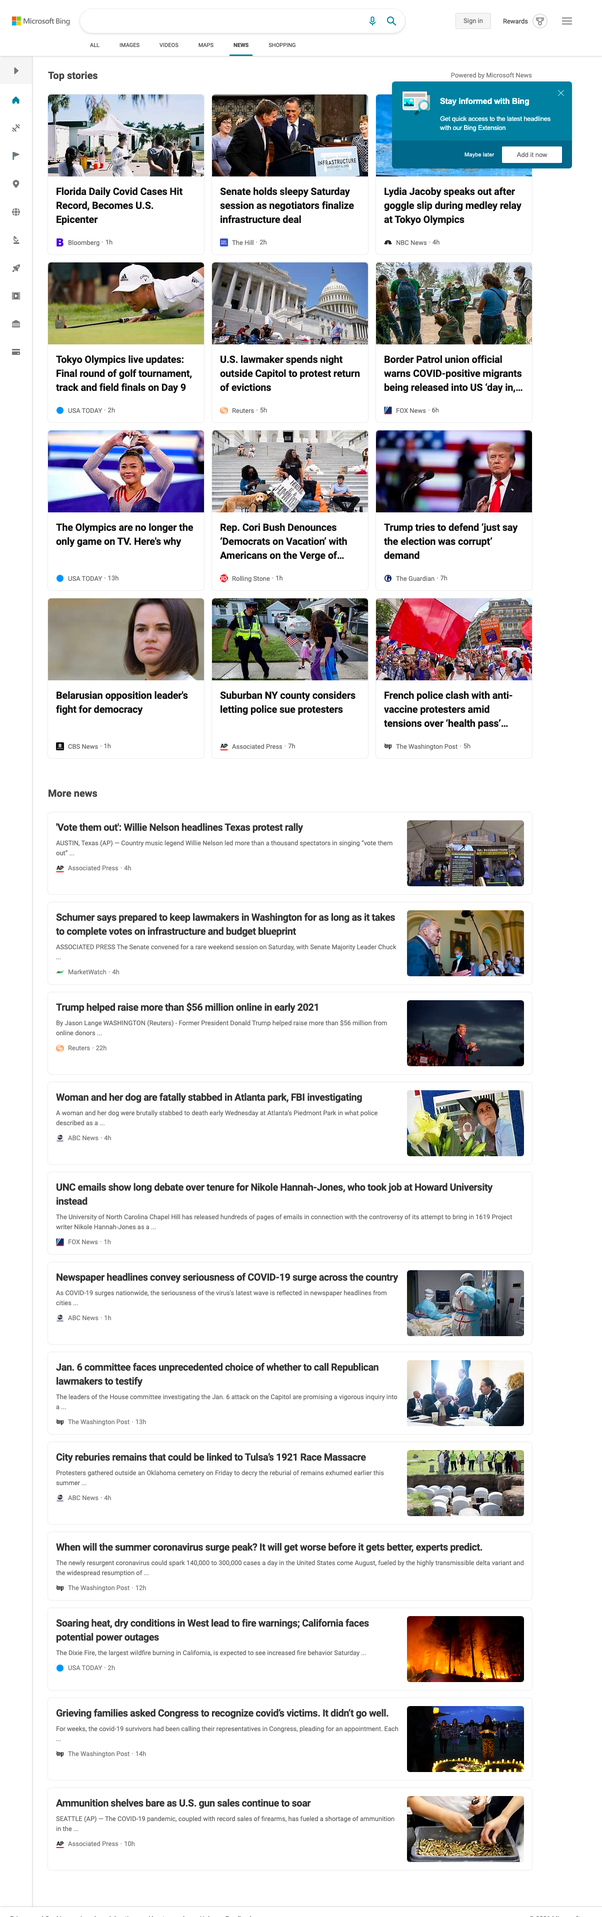 Microsoft Bing
Sign in
Rewards
ALL
IMAGES
VIDEOS
MAPS
NEWS
SHOPPING
Top stories
Powered by Microsoft News
Stay informed with Bing
Get quick access to the latest headlines
with our Bing Extension
Maybe later
Add it now
Florida Daily Covid Cases Hit
Record, Becomes U.S.
Epicenter
Bloomberg · 1h
INFRASTRUCTURE
Senate holds sleepy Saturday
session as negotiators finalize
infrastructure deal
The Hill · 2h
Lydia Jacoby speaks out after
goggle slip during medley relay
at Tokyo Olympics
NBC News · 4h
Tokyo Olympics live updates:
Final round of golf tournament,
track and field finals on Day 9
USA TODAY · 2h
U.S. lawmaker spends night
outside Capitol to protest return
of evictions
Reuters · 5h
Border Patrol union official
warns COVID-positive migrants
being released into US 'day in,...
FOX News · 6h
The Olympics are no longer the
only game on TV. Here's why
USA TODAY · 13h
Rep. Cori Bush Denounces
'Democrats on Vacation' with
Americans on the Verge of...
Rolling Stone · 1h
Trump tries to defend 'just say
the election was corrupt'
demand
The Guardian · 7h
Belarusian opposition leader's
fight for democracy
CBS News · 1h
Suburban NY county considers
letting police sue protesters
AP
Associated Press · 7h
French police clash with anti-
vaccine protesters amid
tensions over 'health pass'...
wp
The Washington Post · 5h
More news
'Vote them out': Willie Nelson headlines Texas protest rally
AUSTIN, Texas (AP) — Country music legend Willie Nelson led more than a thousand spectators in singing "vote them
out" ...
AP
Associated Press · 4h
Schumer says prepared to keep lawmakers in Washington for as long as it takes
to complete votes on infrastructure and budget blueprint
ASSOCIATED PRESS The Senate convened for a rare weekend session on Saturday, with Senate Majority Leader Chuck
...
MarketWatch · 4h
Trump helped raise more than $56 million online in early 2021
By Jason Lange WASHINGTON (Reuters) - Former President Donald Trump helped raise more than $56 million from
online donors ...
Reuters · 22h
Woman and her dog are fatally stabbed in Atlanta park, FBI investigating
A woman and her dog were brutally stabbed to death early Wednesday at Atlanta's Piedmont Park in what police
described as a ...
ABC News · 4h
UNC emails show long debate over tenure for Nikole Hannah-Jones, who took job at Howard University
instead
The University of North Carolina Chapel Hill has released hundreds of pages of emails in connection with the controversy of its attempt to bring in 1619 Project
writer Nikole Hannah-Jones as a ...
FOX News · 1h
Newspaper headlines convey seriousness of COVID-19 surge across the country
As COVID-19 surges nationwide, the seriousness of the virus's latest wave is reflected in newspaper headlines from
cities ...
ABC News · 1h
Jan. 6 committee faces unprecedented choice of whether to call Republican
lawmakers to testify
The leaders of the House committee investigating the Jan. 6 attack on the Capitol are promising a vigorous inquiry into
a ...
wp
The Washington Post · 13h
City reburies remains that could be linked to Tulsa's 1921 Race Massacre
Protesters gathered outside an Oklahoma cemetery on Friday to decry the reburial of remains exhumed earlier this
summer ...
ABC News · 4h
When will the summer coronavirus surge peak? It will get worse before it gets better, experts predict.
The newly resurgent coronavirus could spark 140,000 to 300,000 cases a day in the United States come August, fueled by the highly transmissible delta variant and
the widespread resumption of ...
wp
The Washington Post · 12h
Soaring heat, dry conditions in West lead to fire warnings; California faces
potential power outages
The Dixie Fire, the largest wildfire burning in California, is expected to see increased fire behavior Saturday ...
USA TODAY · 2h
Grieving families asked Congress to recognize covid's victims. It didn't go well.
For weeks, the covid-19 survivors had been calling their representatives in Congress, pleading for an appointment. Each
...
wp
The Washington Post · 14h
Ammunition shelves bare as U.S. gun sales continue to soar
SEATTLE (AP) — The COVID-19 pandemic, coupled with record sales of firearms, has fueled a shortage of ammunition
in the ...
AP
Associated Press · 10h